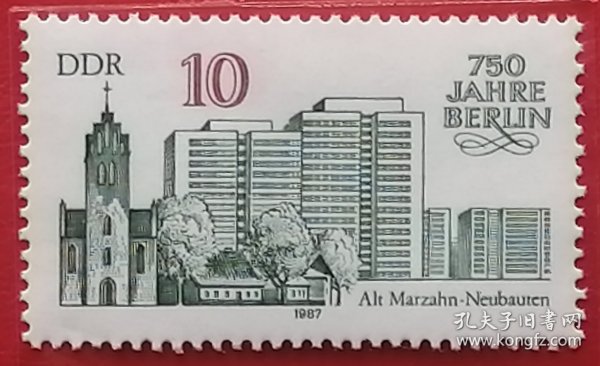 DDR
10
750
JAHRE
BERLIN
1987
Alt Marzahn-Neubauten
孔夫子旧书网
www.kongfz.com